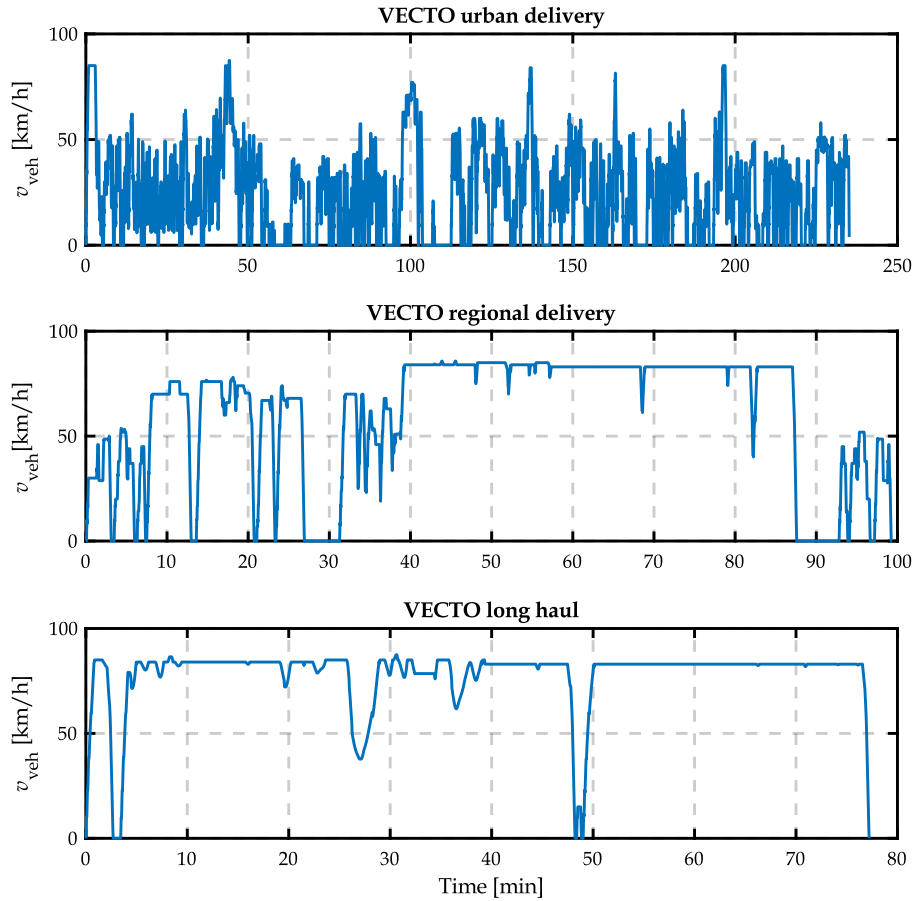 VECTO urban delivery
100
50
0
v_veh [km/h]
0 50 100 150 200 250
VECTO regional delivery
100
50
0
v_veh [km/h]
0 10 20 30 40 50 60 70 80 90 100
VECTO long haul
100
50
0
v_veh [km/h]
0 10 20 30 40 50 60 70 80
Time [min]